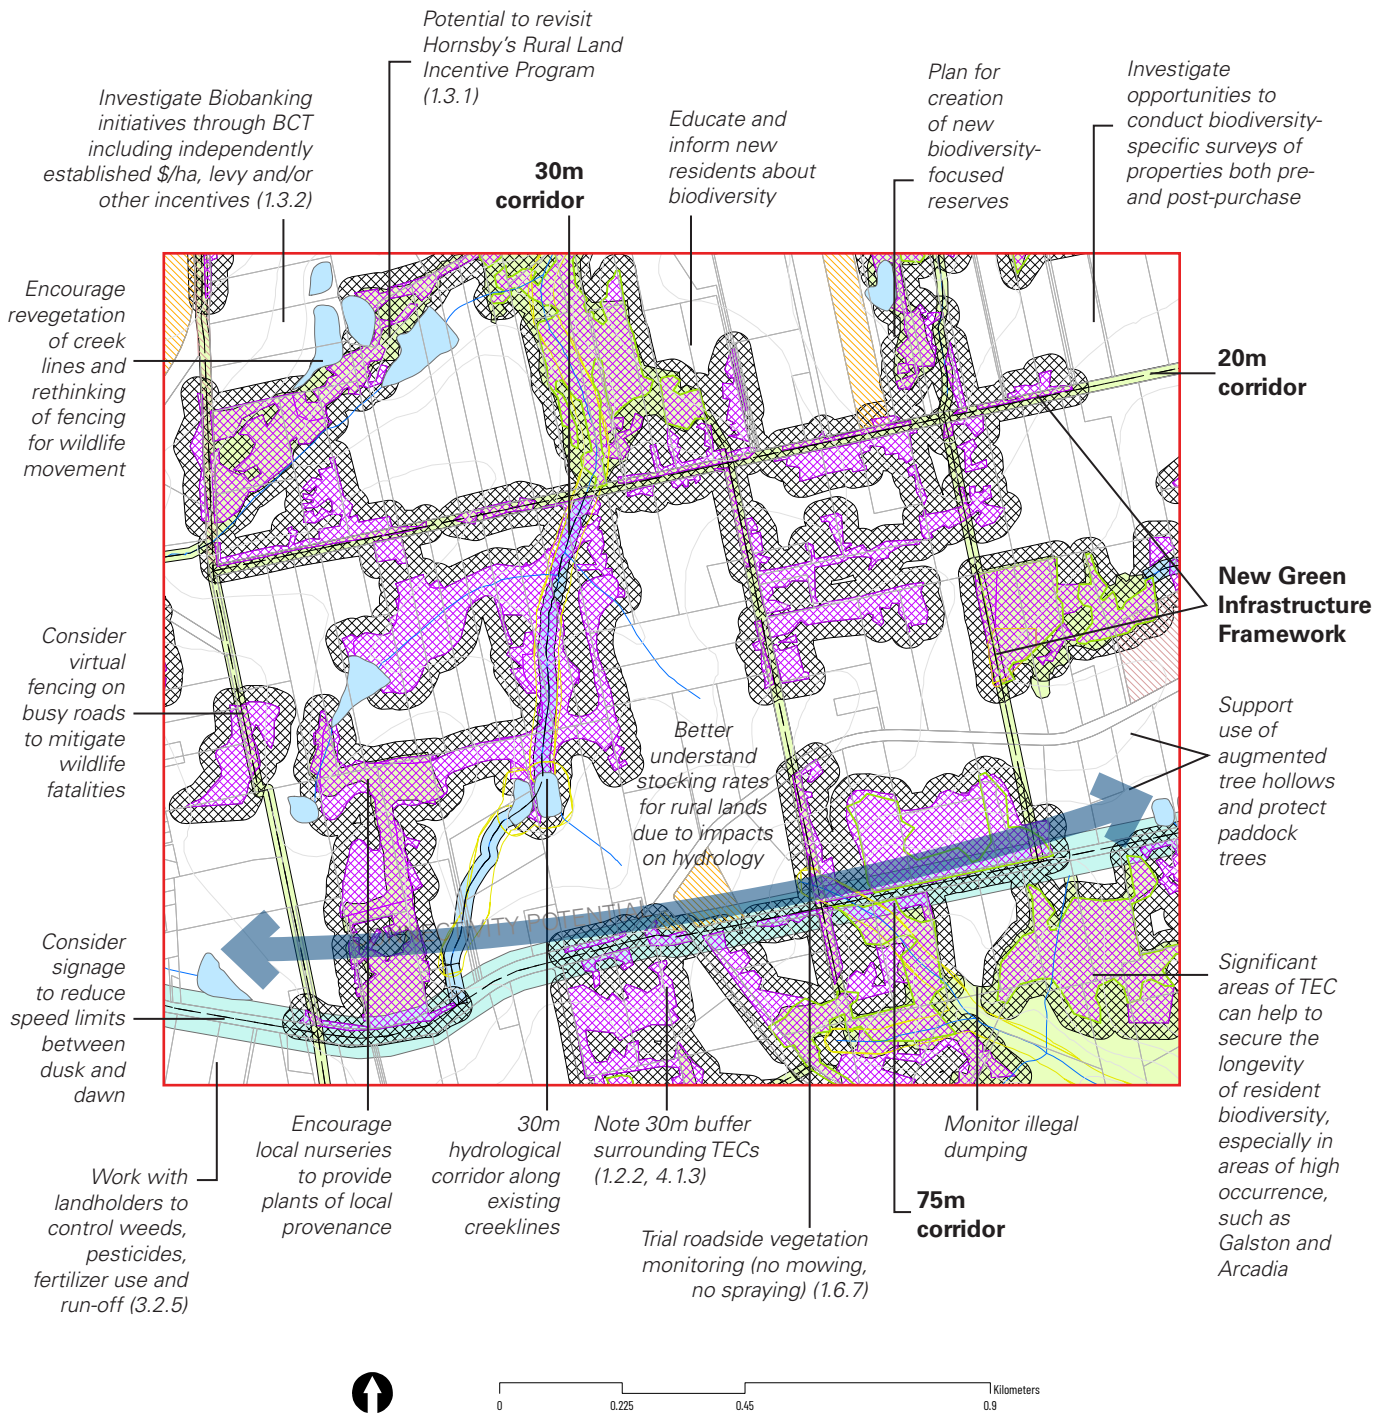 Potential to revisit
Hornsby's Rural Land
Incentive Program
(1.3.1)
Investigate Biobanking
initiatives through BCT
including independently
established $/ha, levy and/or
other incentives (1.3.2)
30m
corridor
Educate and
inform new
residents about
biodiversity
Plan for
creation
of new
biodiversity-
focused
reserves
Investigate
opportunities to
conduct biodiversity-
specific surveys of
properties both pre-
and post-purchase
Encourage
revegetation
of creek
lines and
rethinking
of fencing
for wildlife
movement
20m
corridor
New Green
Infrastructure
Framework
Consider
virtual
fencing on
busy roads
to mitigate
wildlife
fatalities
Better
understand
stocking rates
for rural lands
due to impacts
on hydrology
Support
use of
augmented
tree hollows
and protect
paddock
trees
POTENTIAL
Consider
signage
to reduce
speed limits
between
dusk and
dawn
Significant
areas of TEC
can help to
secure the
longevity
of resident
biodiversity,
especially in
areas of high
occurrence,
such as
Galston and
Arcadia
Work with
landholders to
control weeds,
pesticides,
fertilizer use and
run-off (3.2.5)
Encourage
local nurseries
to provide
plants of local
provenance
30m
hydrological
corridor along
existing
creeklines
Note 30m buffer
surrounding TECs
(1.2.2, 4.1.3)
Trial roadside vegetation
monitoring (no mowing,
no spraying) (1.6.7)
75m
corridor
Monitor illegal
dumping
Kilometers
0 0.225 0.45 0.9